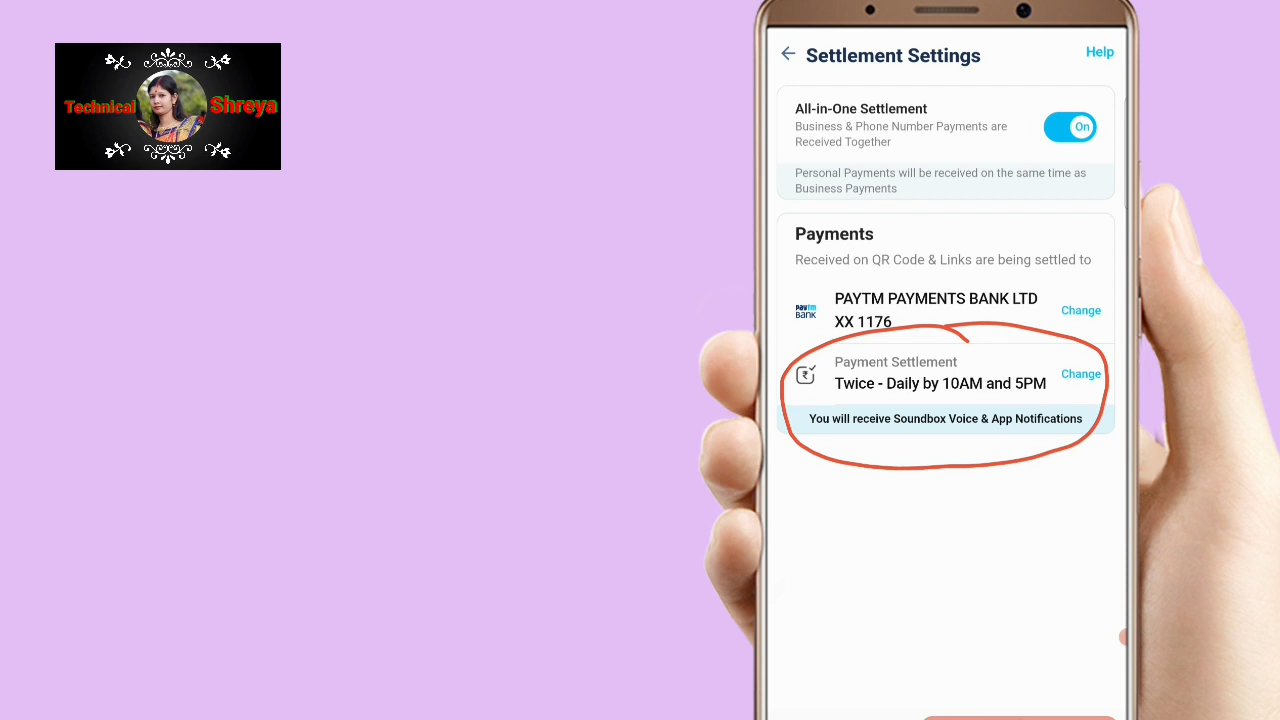 Technical Shreya
Settlement Settings
Help
All-in-One Settlement
Business & Phone Number Payments are
Received Together
On
Personal Payments will be received on the same time as
Business Payments
Payments
Received on QR Code & Links are being settled to
paytm
BANK
PAYTM PAYMENTS BANK LTD
XX 1176
Change
Payment Settlement
Twice - Daily by 10AM and 5PM
Change
You will receive Soundbox Voice & App Notifications